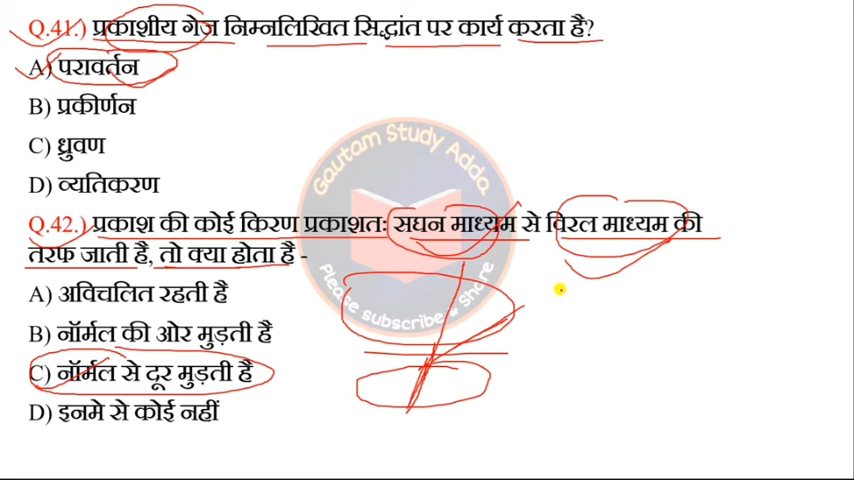 Q.41.) प्रकाशीय गेज निम्नलिखित सिद्धांत पर कार्य करता है?
A) परावर्तन
B) प्रकीर्णन
C) ध्रुवण
D) व्यतिकरण
Gautam Study Adda
Q.42.) प्रकाश की कोई किरण प्रकाशतः सघन माध्यम से विरल माध्यम की
तरफ जाती है, तो क्या होता है -
A) अविचलित रहती है
B) नॉर्मल की ओर मुड़ती है
C) नॉर्मल से दूर मुड़ती है
D) इनमे से कोई नहीं
Please subscribe & share